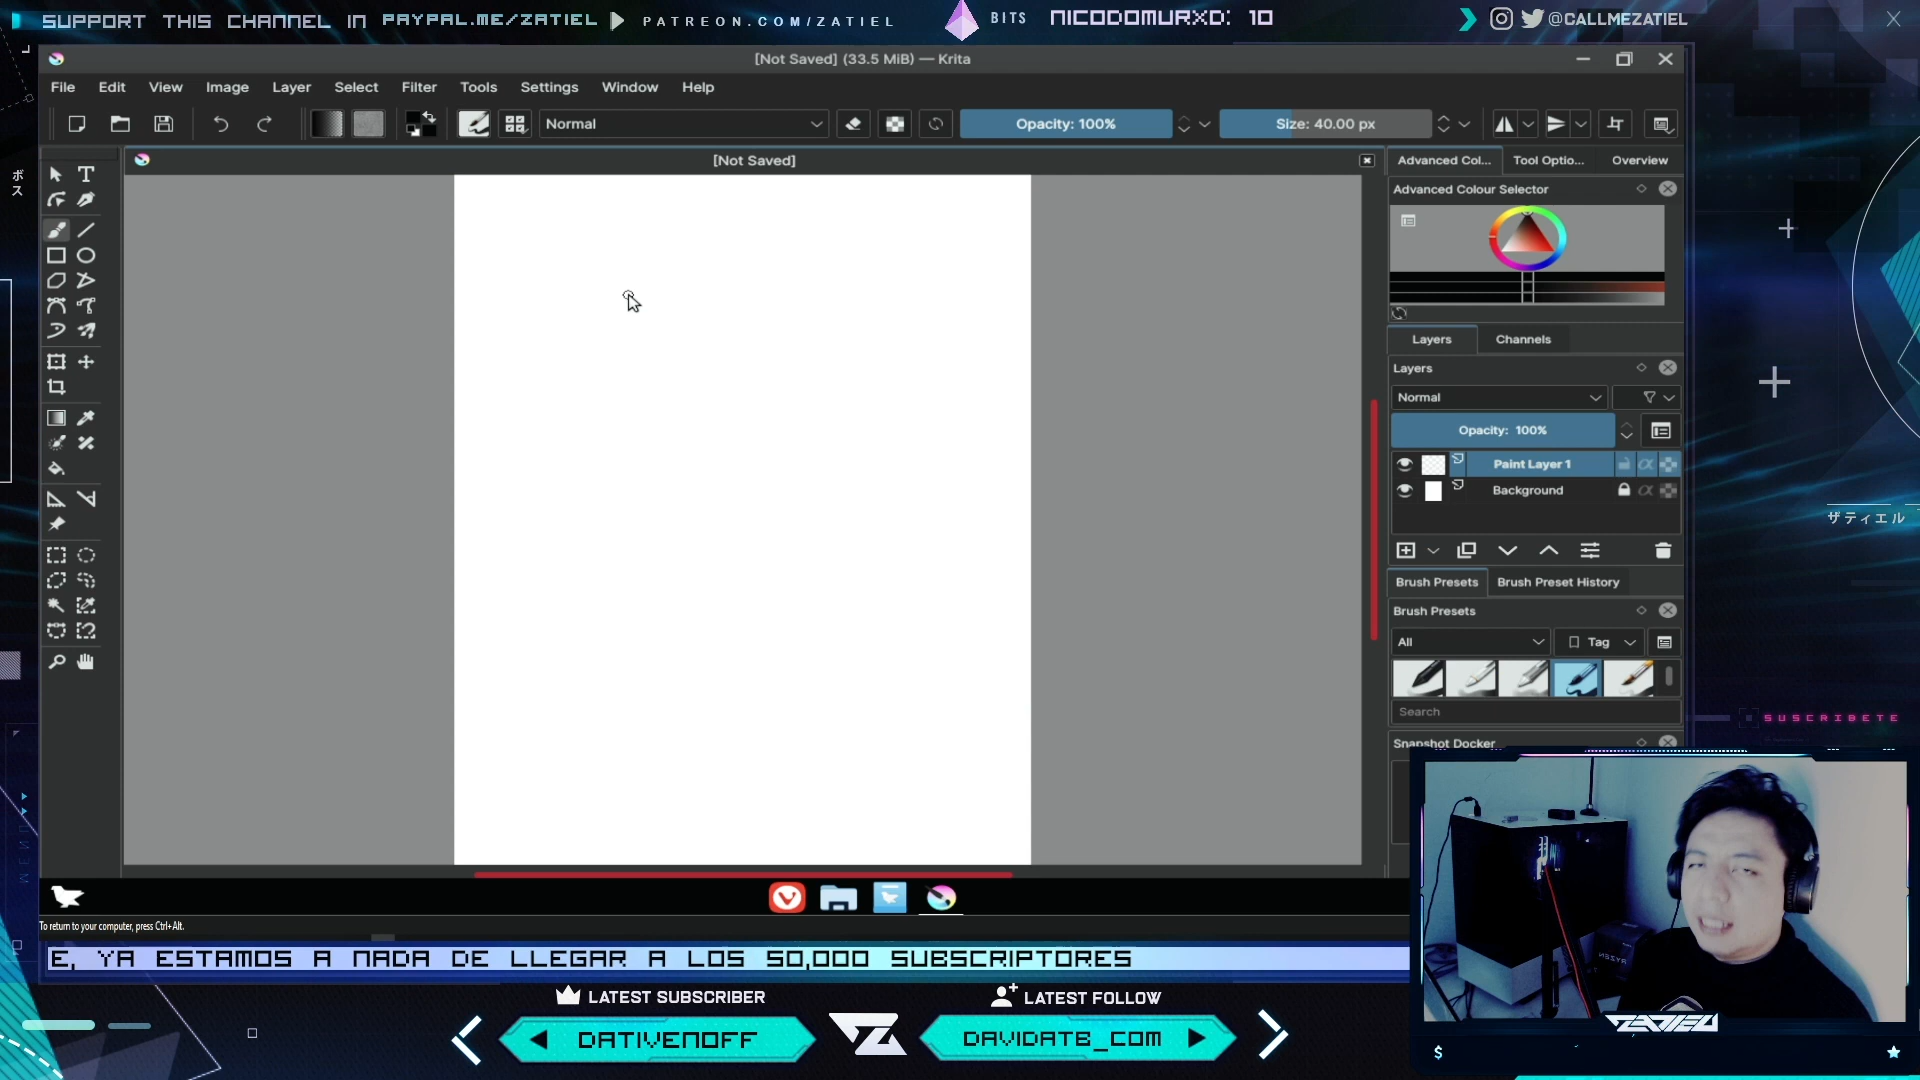 SUPPORT THIS CHANNEL IN PAYPAL.ME/ZATIEL PATREON.COM/ZATIEL BITS NICODOMURXD: 10 @CALLMEZATIEL
[Not Saved] (33.5 MiB) — Krita
File Edit View Image Layer Select Filter Tools Settings Window Help
Normal Opacity: 100% Size: 40.00 px
[Not Saved]
Advanced Col... Tool Optio... Overview
Advanced Colour Selector
ボス
Layers Channels
Layers
Normal
Opacity: 100%
Paint Layer 1
Background
ザティエル
Brush Presets Brush Preset History
Brush Presets
All Tag
Search
SUSCRIBETE
Snapshot Docker
To return to your computer, press Ctrl+Alt.
E, YA ESTAMOS A NADA DE LLEGAR A LOS 50,000 SUBSCRIPTORES
LATEST SUBSCRIBER LATEST FOLLOW
DATIVENOFF DAVIDATB_COM
ZATIEL